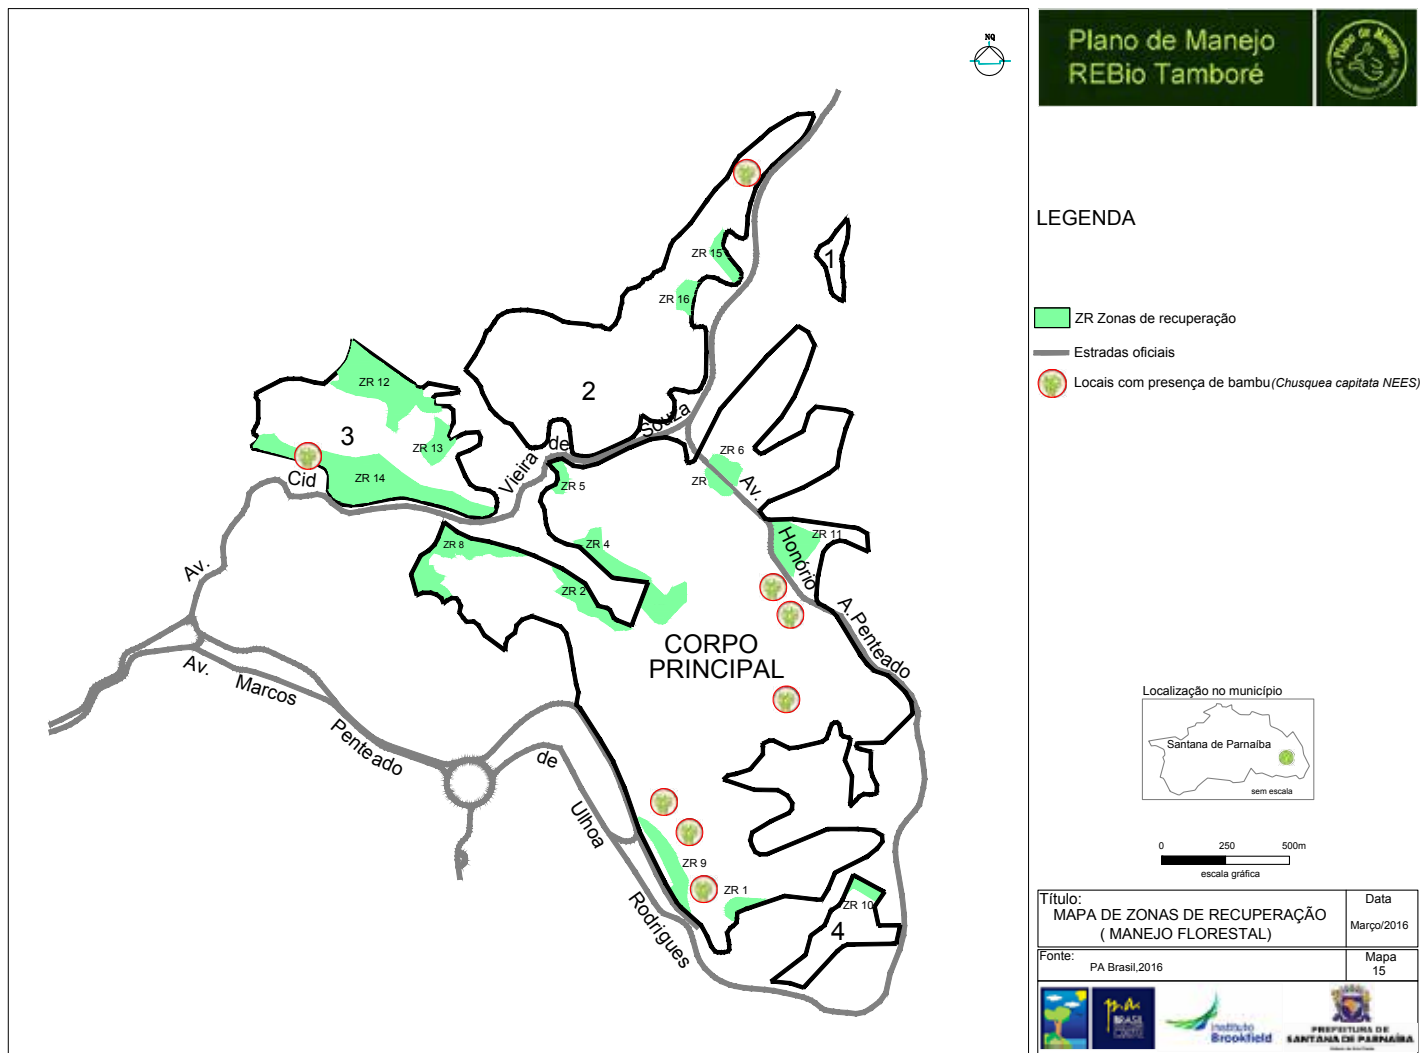 NQ
Plano de Manejo
REBio Tamboré
Plano de Manejo
LEGENDA
ZR Zonas de recuperação
Estradas oficiais
Locais com presença de bambu (Chusquea capitata NEES)
1
ZR 15
ZR 16
2
ZR 12
3
ZR 13
ZR 14
Cid
Vieira
de
Souza
ZR 5
ZR 6
ZR
Av.
Honório
A. Penteado
ZR 11
ZR 8
ZR 4
ZR 2
CORPO
PRINCIPAL
Av.
Av.
Marcos
Penteado
de
Ulhoa
Rodrigues
ZR 9
ZR 1
ZR 10
4
Localização no município
Santana de Parnaíba
sem escala
0 250 500m
escala gráfica
Título:
MAPA DE ZONAS DE RECUPERAÇÃO
( MANEJO FLORESTAL)
Data
Março/2016
Fonte:
PA Brasil,2016
Mapa
15
p.a.
BRASIL
Instituto
Brookfield
PREFEITURA DE
SANTANA DE PARNAÍBA